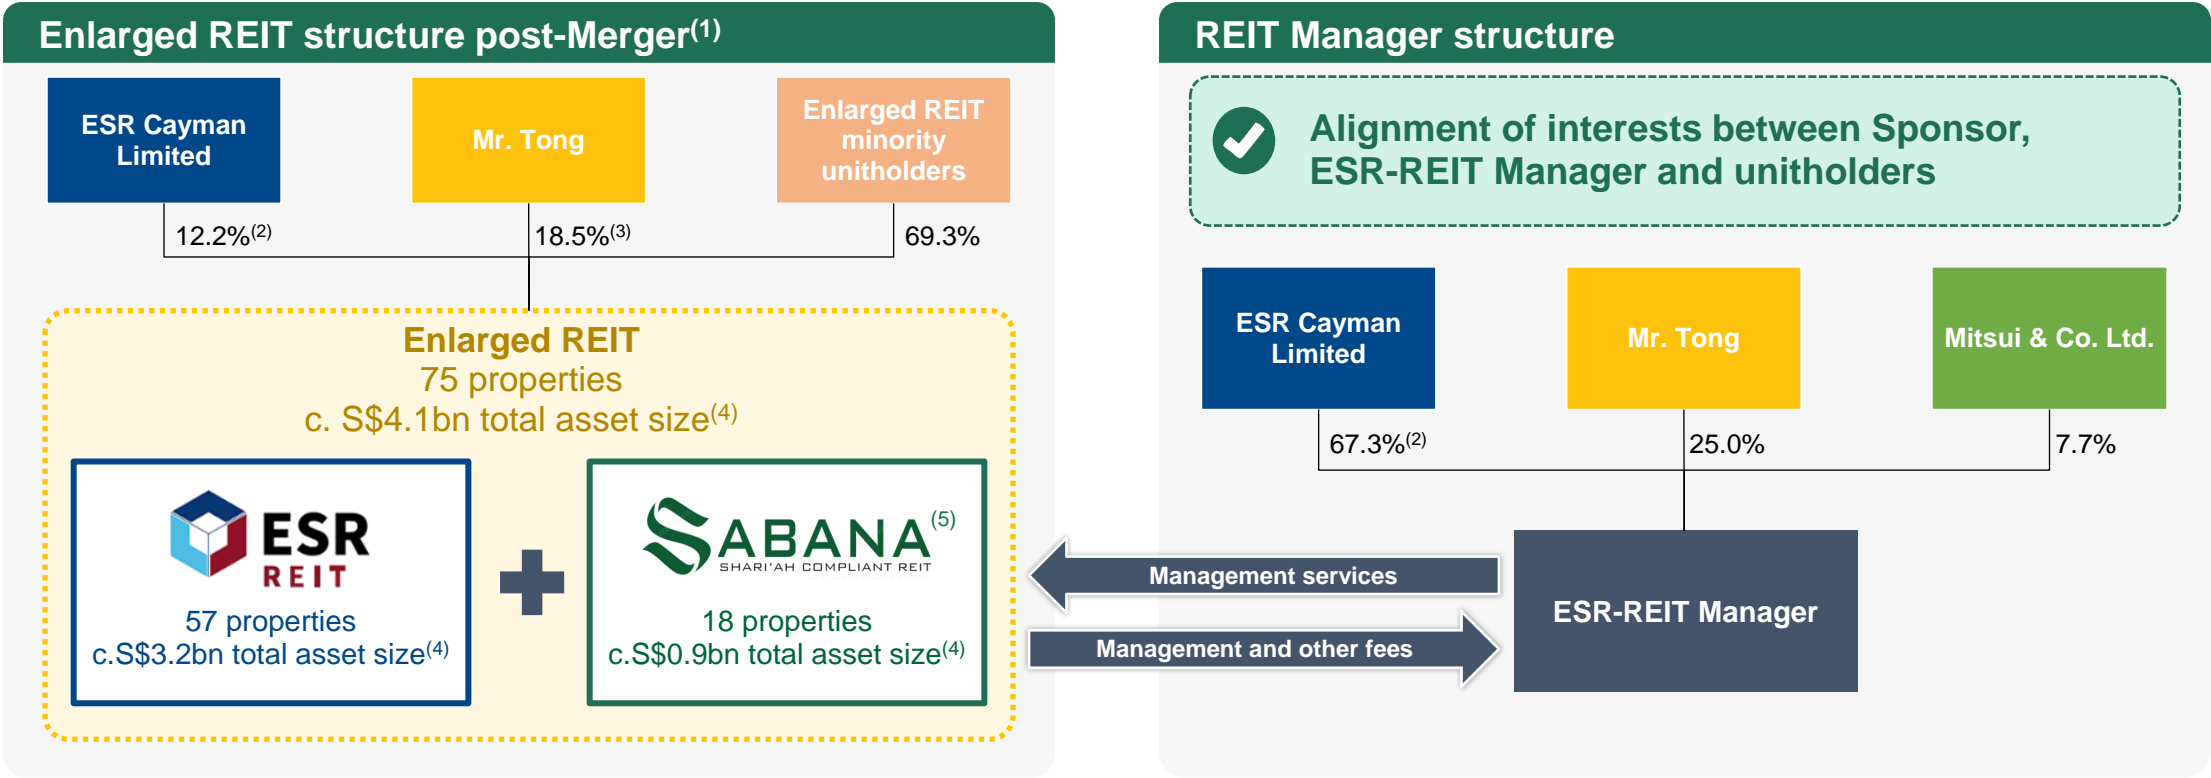 Enlarged REIT structure post-Merger(1)
ESR Cayman
Limited
Mr. Tong
Enlarged REIT
minority
unitholders
12.2%(2)
18.5%(3)
69.3%
Enlarged REIT
75 properties
c. S$4.1bn total asset size(4)
ESR
REIT
57 properties
c.S$3.2bn total asset size(4)
SABANA(5)
SHARI'AH COMPLIANT REIT
18 properties
c.S$0.9bn total asset size(4)
REIT Manager structure
Alignment of interests between Sponsor,
ESR-REIT Manager and unitholders
ESR Cayman
Limited
Mr. Tong
Mitsui & Co. Ltd.
67.3%(2)
25.0%
7.7%
Management services
Management and other fees
ESR-REIT Manager